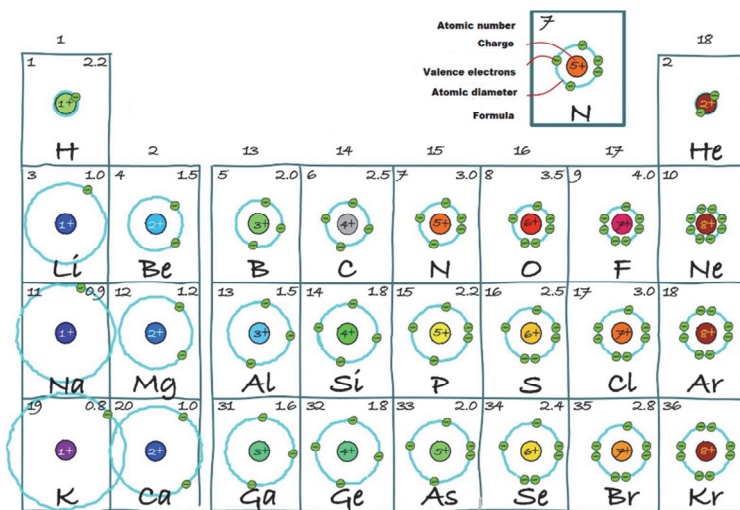 Atomic number
Charge
Valence electrons
Atomic diameter
Formula
7
5+
N
1
18
1 2.2
1+
H
2
2+
He
2
13
14
15
16
17
3 1.0
1+
Li
4 1.5
2+
Be
5 2.0
3+
B
6 2.5
4+
C
7 3.0
5+
N
8 3.5
6+
O
9 4.0
7+
F
10
8+
Ne
11 0.9
1+
Na
12 1.2
2+
Mg
13 1.5
3+
Al
14 1.8
4+
Si
15 2.2
5+
P
16 2.5
6+
S
17 3.0
7+
Cl
18
8+
Ar
19 0.8
1+
K
20 1.0
2+
Ca
31 1.6
3+
Ga
32 1.8
4+
Ge
33 2.0
5+
As
34 2.4
6+
Se
35 2.8
7+
Br
36
8+
Kr